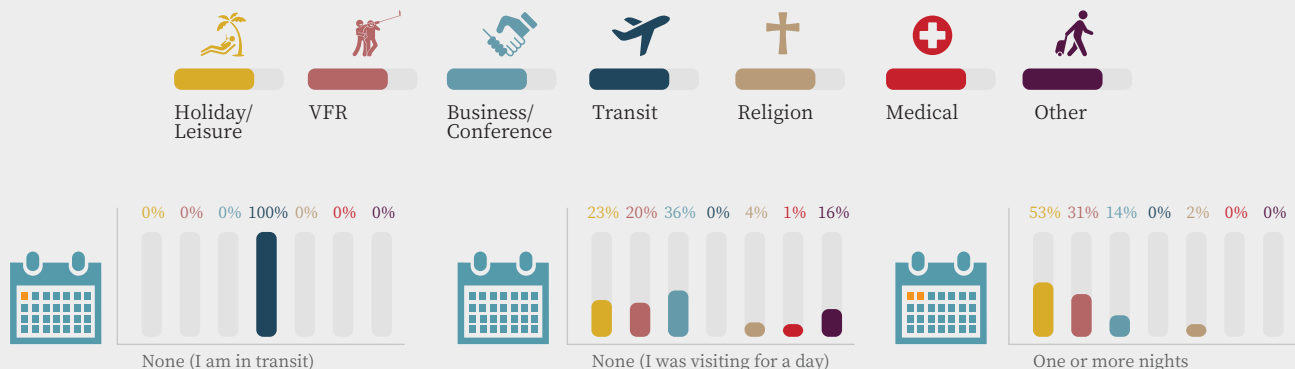 Holiday/
Leisure
VFR
Business/
Conference
Transit
Religion
Medical
Other
0% 0% 0% 100% 0% 0% 0%
None (I am in transit)
23% 20% 36% 0% 4% 1% 16%
None (I was visiting for a day)
53% 31% 14% 0% 2% 0% 0%
One or more nights